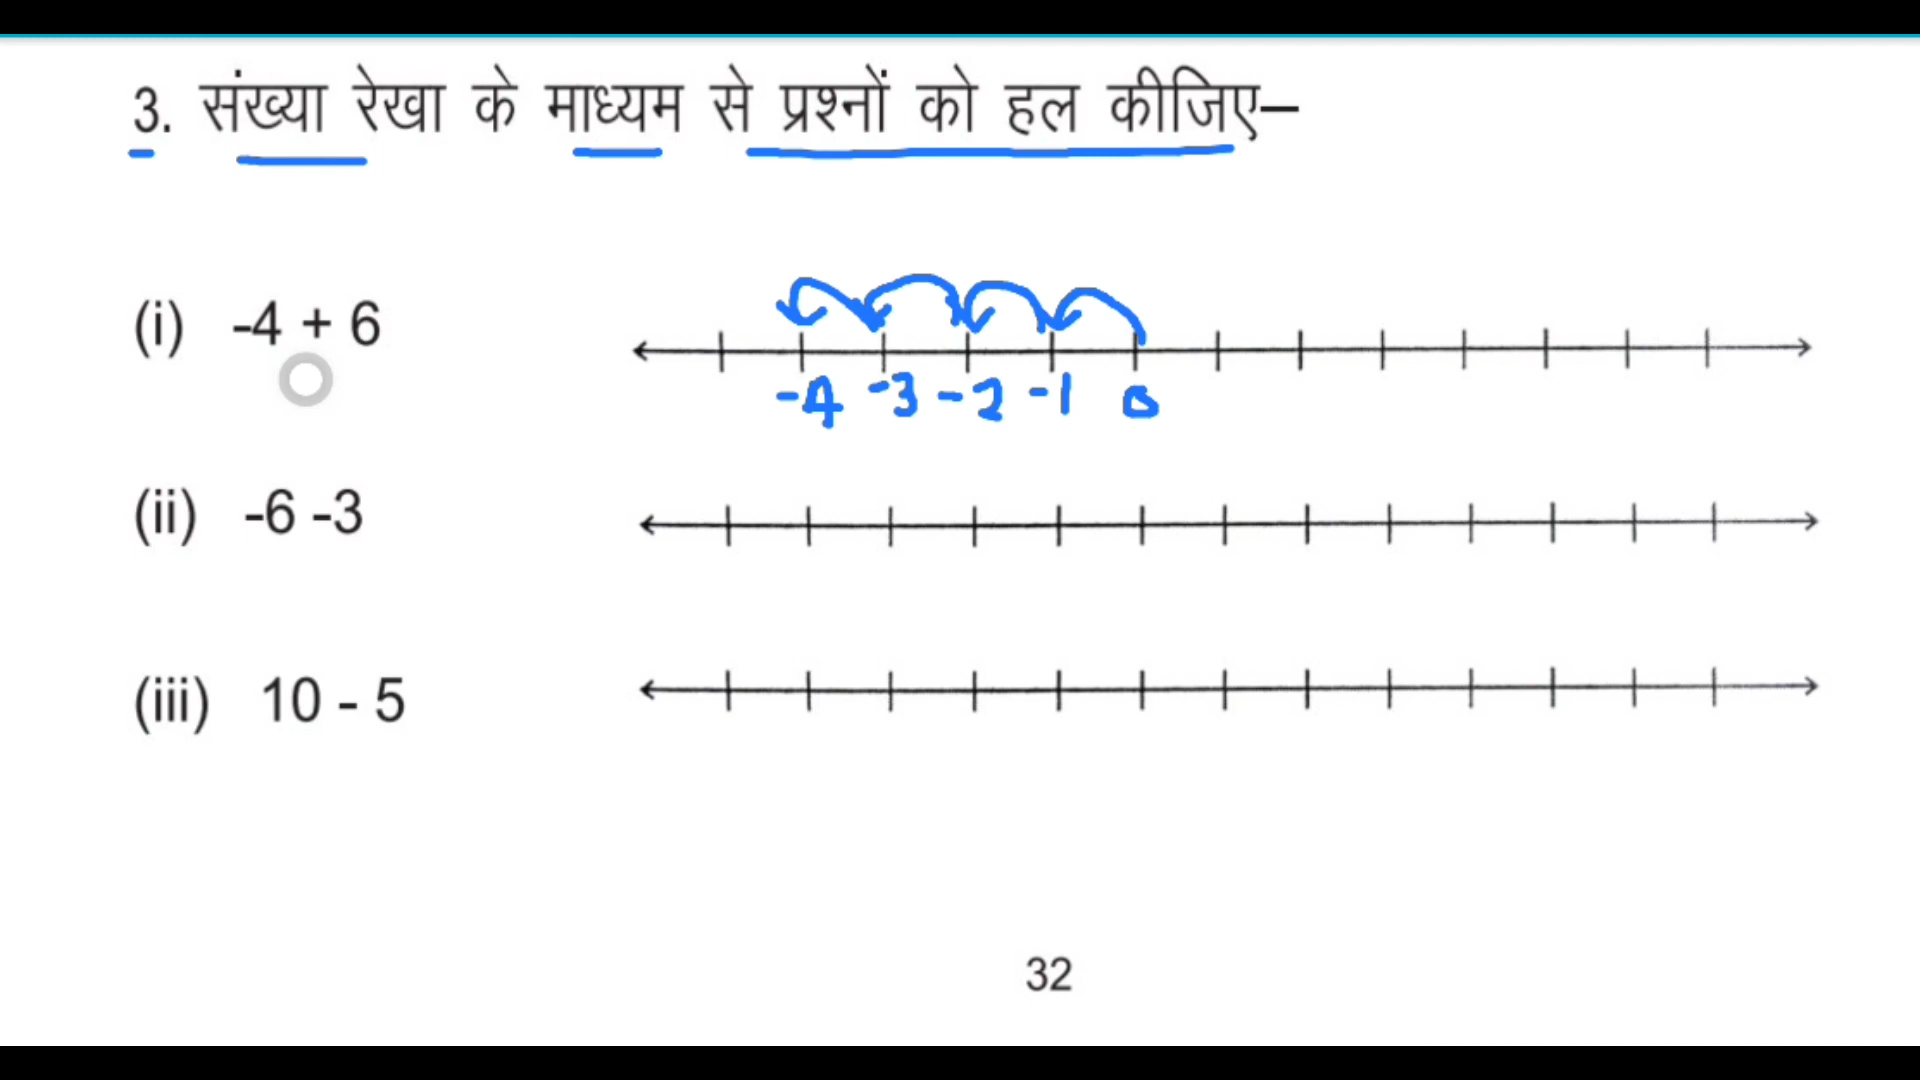 3. संख्या रेखा के माध्यम से प्रश्नों को हल कीजिए–
(i) -4 + 6
-4 -3 -2 -1 0
(ii) -6 -3
(iii) 10 - 5
32